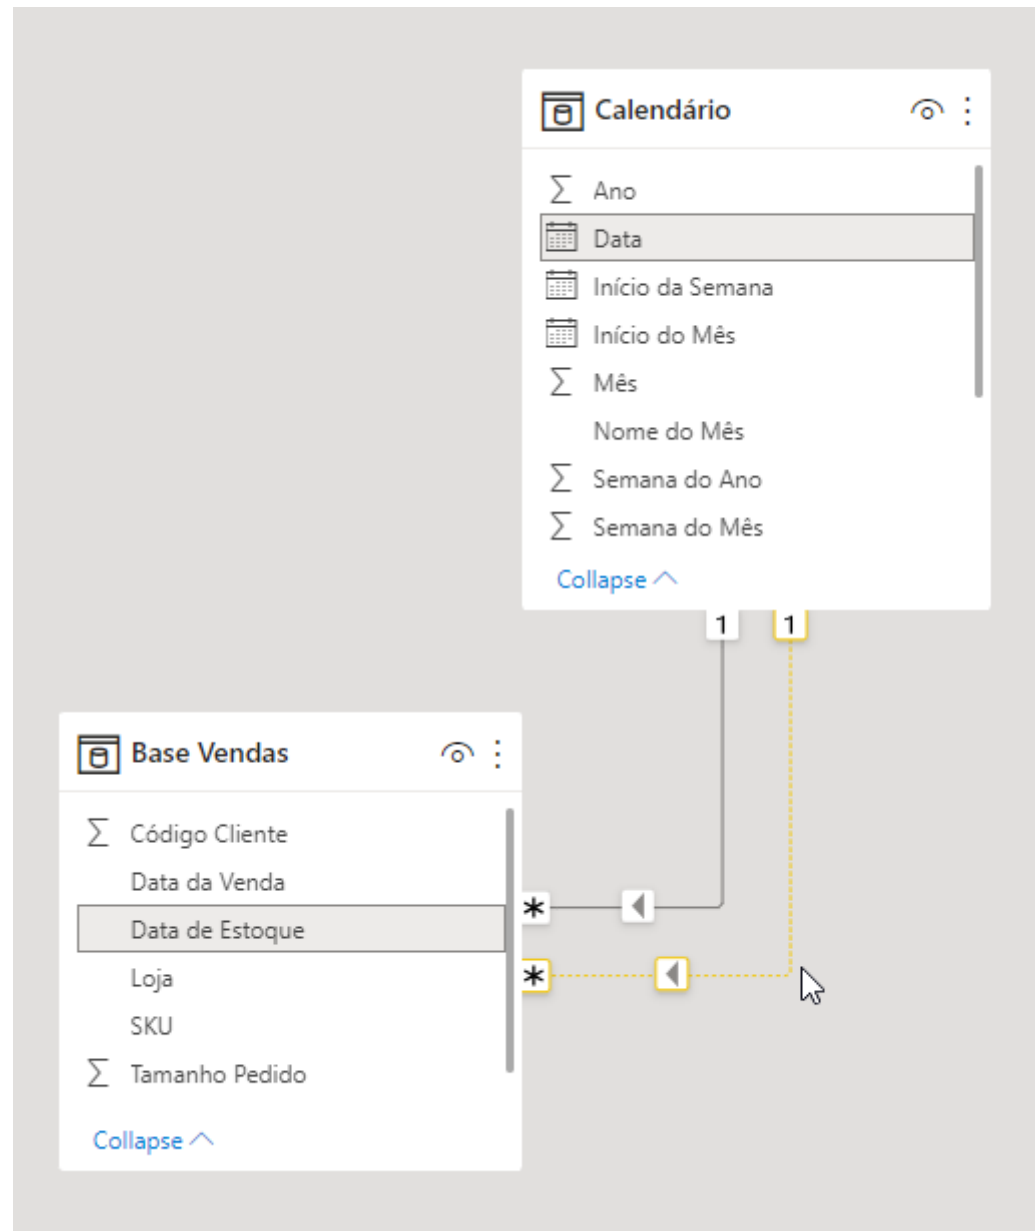 Calendário
Ano
Data
Início da Semana
Início do Mês
Mês
Nome do Mês
Semana do Ano
Semana do Mês
Collapse
1 1
Base Vendas
Código Cliente
Data da Venda
Data de Estoque
Loja
SKU
Tamanho Pedido
Collapse